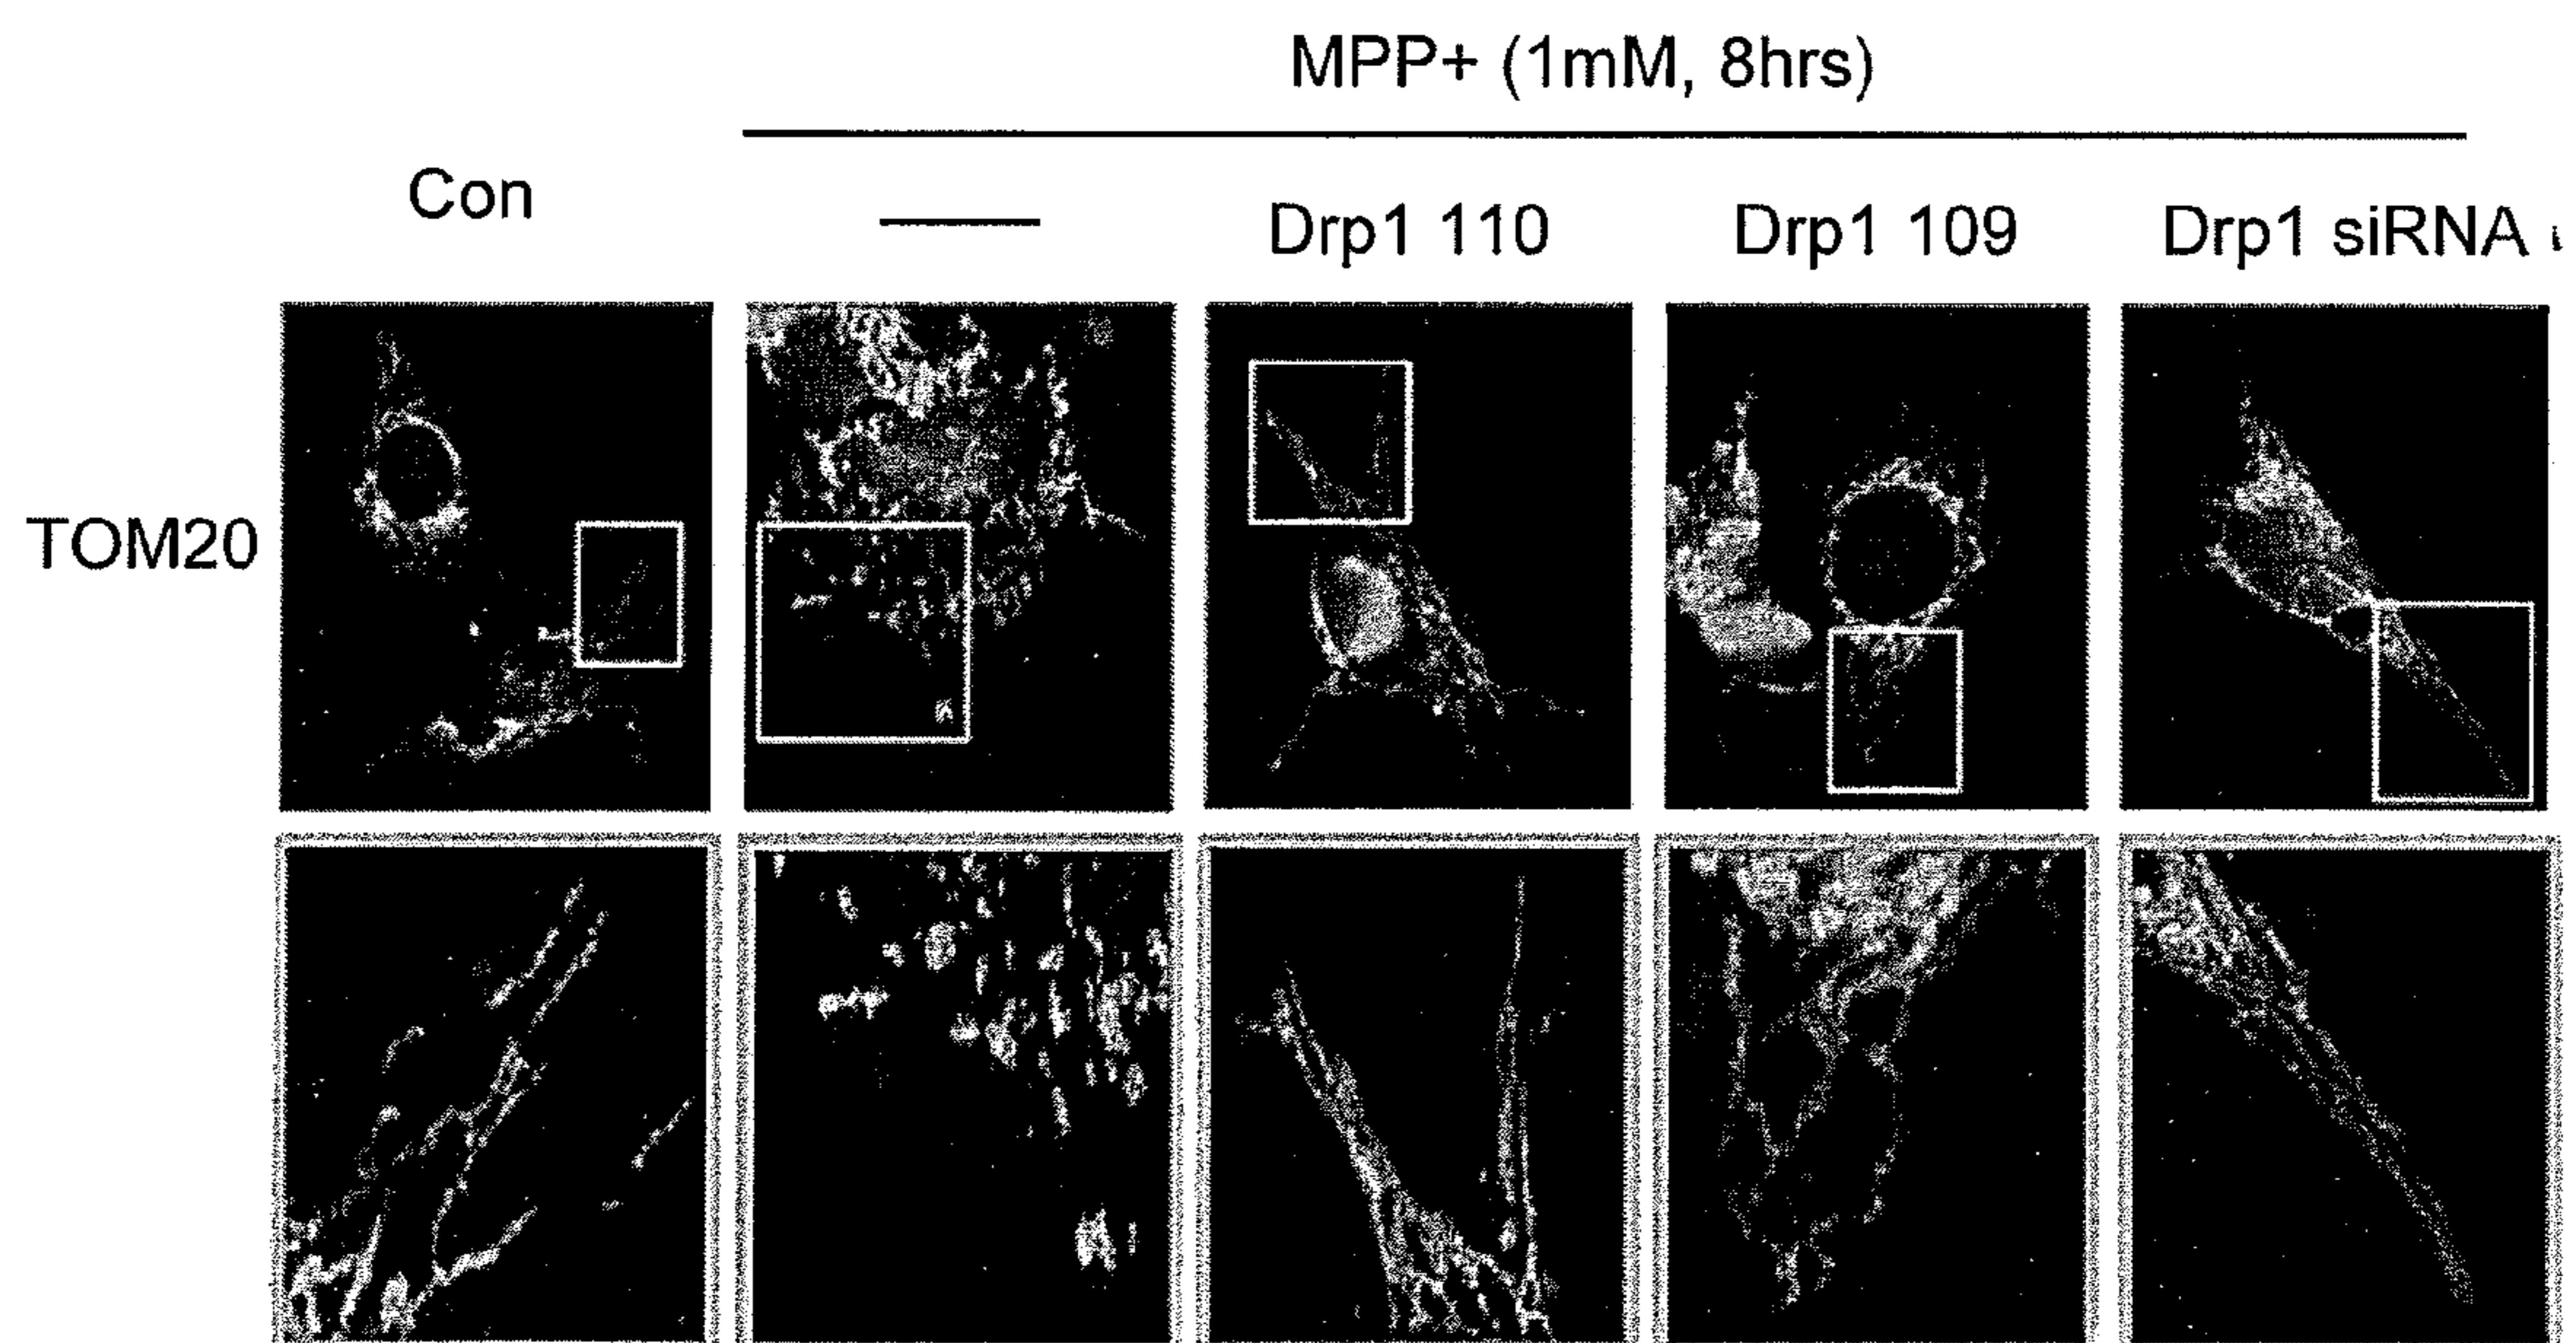 MPP+ (1mM, 8hrs)
Con — Drp1 110 Drp1 109 Drp1 siRNA
TOM20